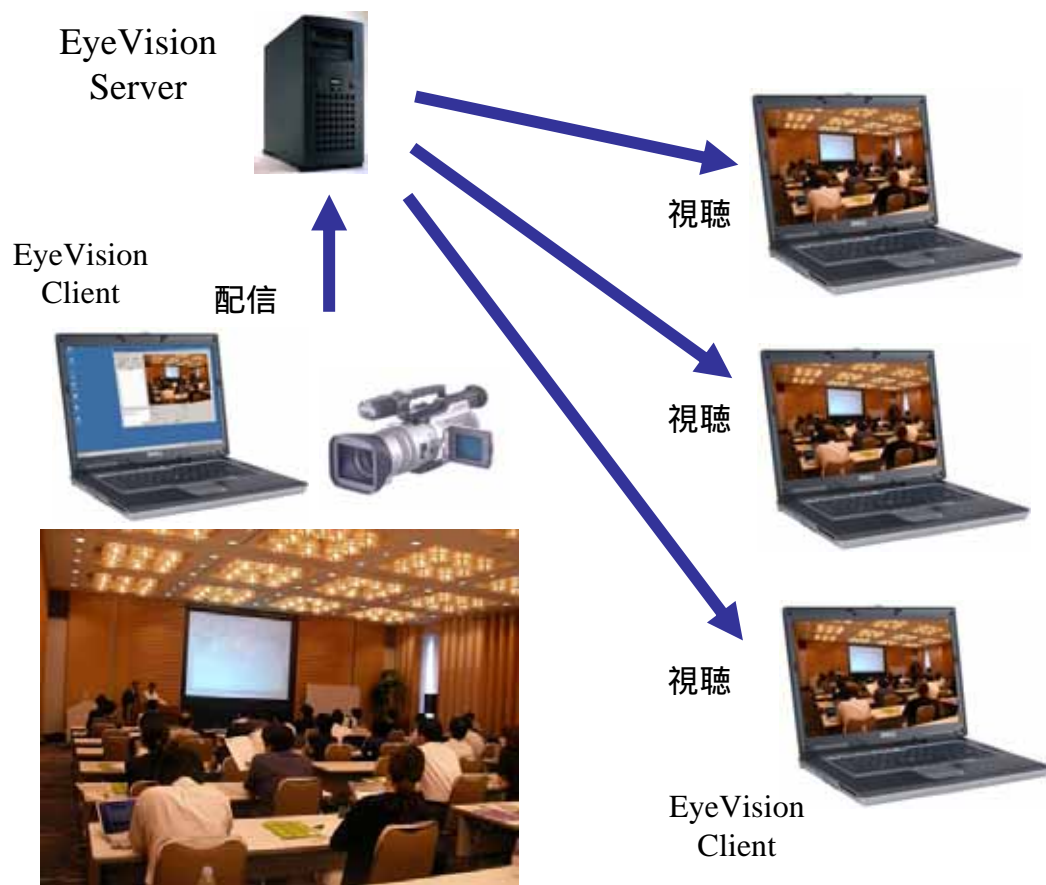 EyeVision
Server
視聴
EyeVision
Client
配信
視聴
視聴
EyeVision
Client